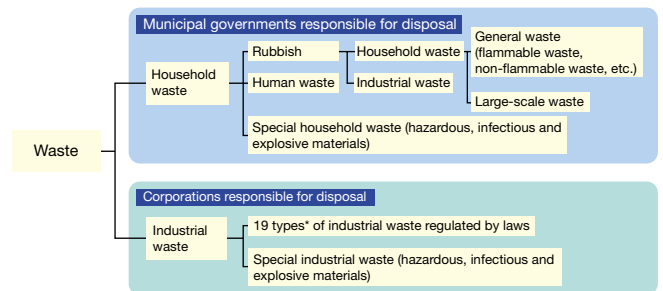 Municipal governments responsible for disposal
Waste
Household
waste
Rubbish
Human waste
Special household waste (hazardous, infectious and
explosive materials)
Household waste
Industrial waste
General waste
(flammable waste,
non-flammable waste, etc.)
Large-scale waste
Corporations responsible for disposal
Industrial
waste
19 types* of industrial waste regulated by laws
Special industrial waste (hazardous, infectious and
explosive materials)